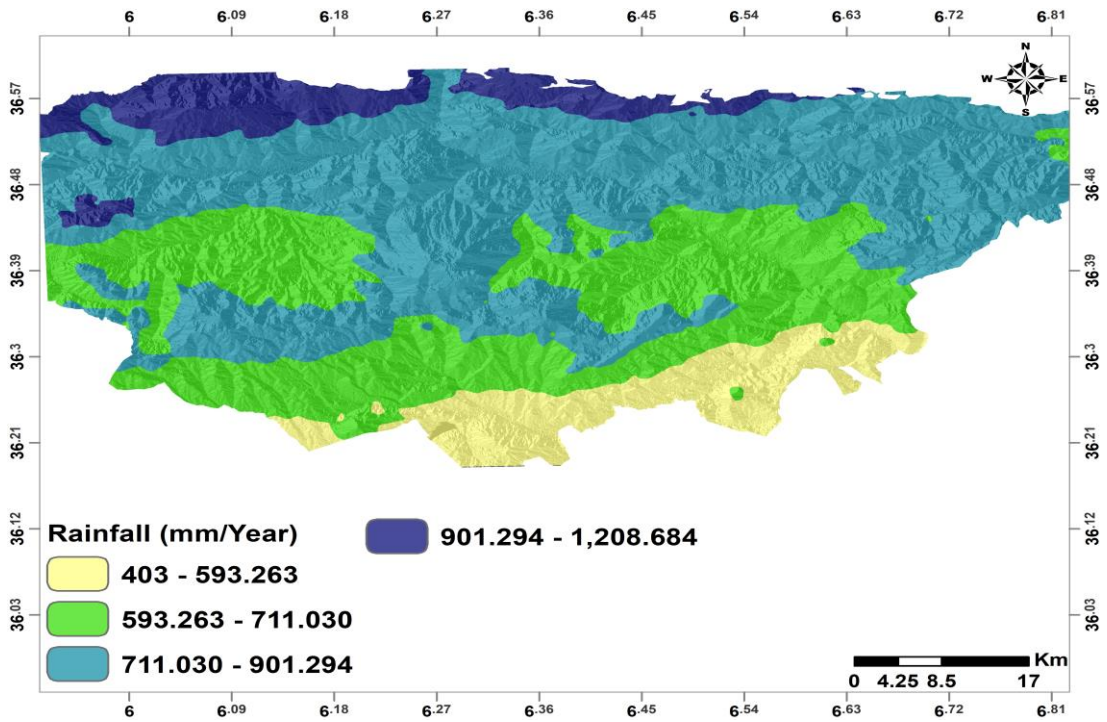 6 6.09 6.18 6.27 6.36 6.45 6.54 6.63 6.72 6.81
N
W E
S
36.57 36.57
36.48 36.48
36.39 36.39
36.3 36.3
36.21 36.21
36.12 36.12
36.03 36.03
Rainfall (mm/Year)
901.294 - 1,208.684
403 - 593.263
593.263 - 711.030
711.030 - 901.294
Km
0 4.25 8.5 17
6 6.09 6.18 6.27 6.36 6.45 6.54 6.63 6.72 6.81